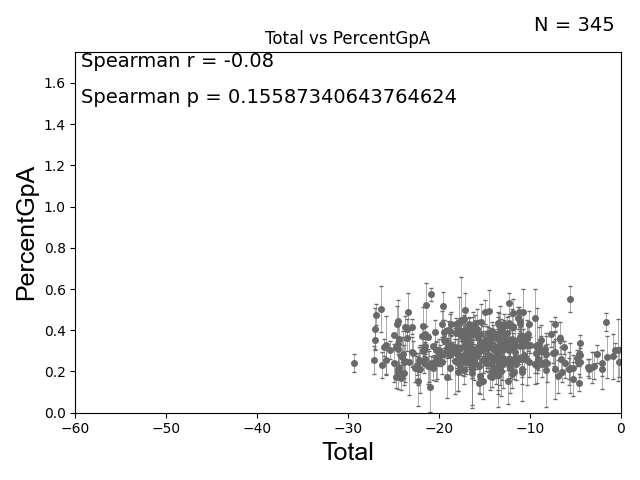 N = 345
Total vs PercentGpA
Spearman r = -0.08
Spearman p = 0.15587340643764624
PercentGpA
1.6
1.4
1.2
1.0
0.8
0.6
0.4
0.2
0.0
−60 −50 −40 −30 −20 −10 0
Total